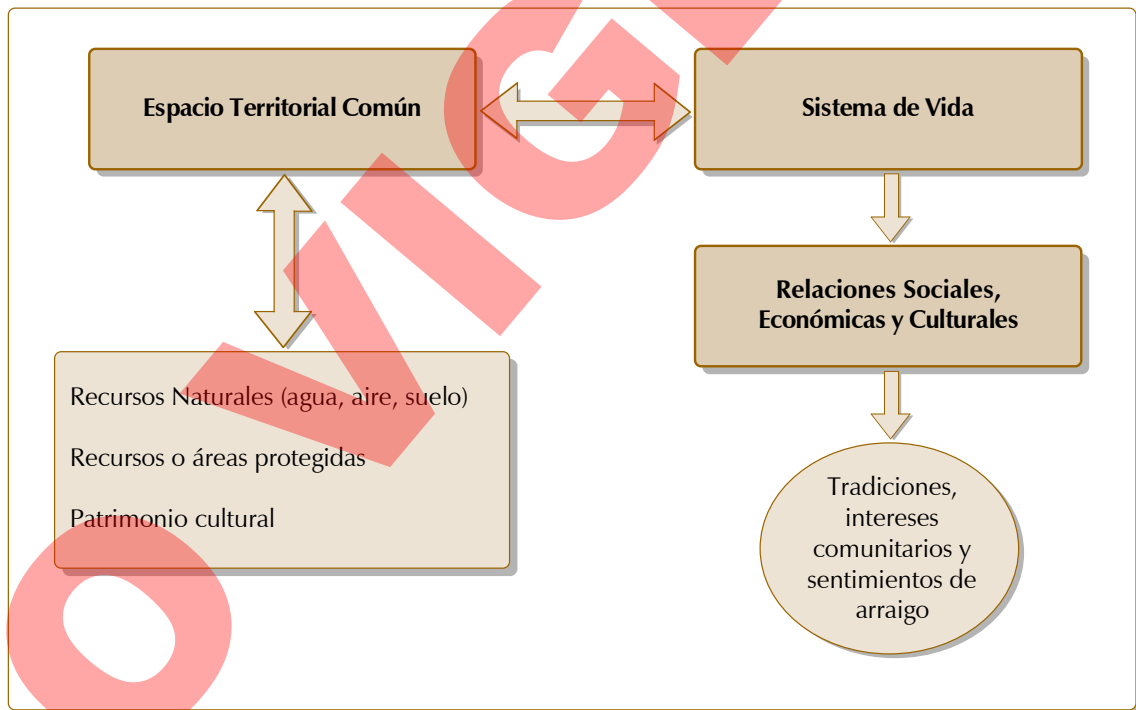 Espacio Territorial Común
Sistema de Vida
Relaciones Sociales,
Económicas y Culturales
Recursos Naturales (agua, aire, suelo)
Recursos o áreas protegidas
Patrimonio cultural
Tradiciones,
intereses
comunitarios y
sentimientos de
arraigo
O VIG